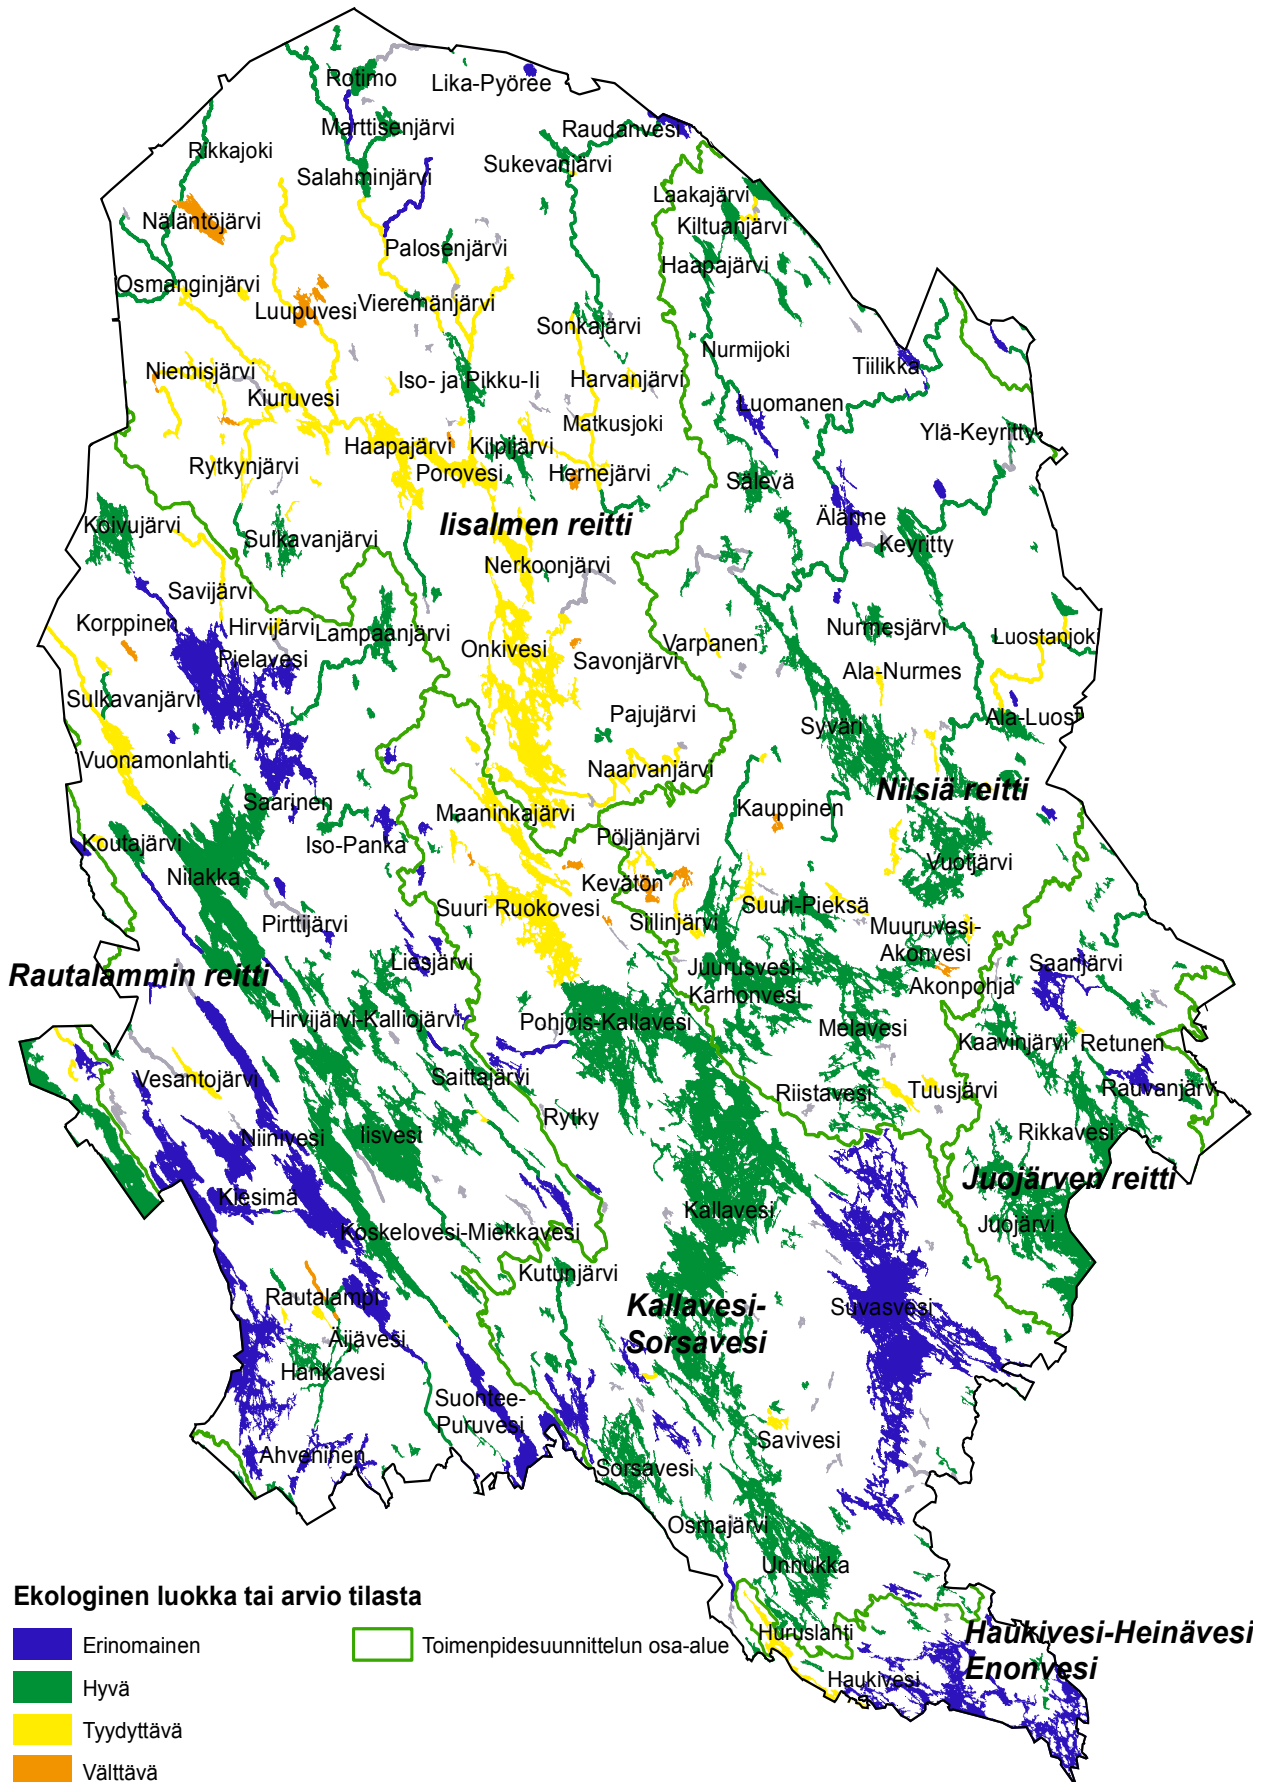 Rotimo
Lika-Pyöree
Marttisenjärvi
Raudanvesi
Rikkajoki
Salahminjärvi
Sukevanjärvi
Laakajärvi
Näläntöjärvi
Kiltuanjärvi
Palosenjärvi
Haapajärvi
Osmanginjärvi
Luupuvesi
Vieremänjärvi
Sonkajärvi
Nurmijoki
Tiilikka
Niemisjärvi
Iso- ja Pikku-Ii
Harvanjärvi
Kiuruvesi
Luomanen
Matkusjoki
Ylä-Keyritty
Haapajärvi
Kilpijärvi
Rytkynjärvi
Porovesi
Hernejärvi
Sälevä
Koivujärvi
Iisalmen reitti
Älänne
Sulkavanjärvi
Keyritty
Nerkoonjärvi
Savijärvi
Korppinen
Hirvijärvi
Lampaanjärvi
Nurmesjärvi
Luostanjoki
Pielavesi
Onkivesi
Savonjärvi
Varpanen
Ala-Nurmes
Sulkavanjärvi
Pajujärvi
Syväri
Ala-Luosta
Vuonamonlahti
Naarvanjärvi
Nilsiä reitti
Saarinen
Maaninkajärvi
Kauppinen
Koutajärvi
Iso-Panka
Pöljänjärvi
Vuotjärvi
Nilakka
Kevätön
Suuri Ruokovesi
Suuri-Pieksä
Pirttijärvi
Siilinjärvi
Muuruvesi-
Akonvesi
Liesjärvi
Juurusvesi-
Karhonvesi
Saarijärvi
Rautalammin reitti
Akonpohja
Hirvijärvi-Kalliojärvi
Pohjois-Kallavesi
Melavesi
Kaavinjärvi
Retunen
Vesantojärvi
Saittajärvi
Riistavesi
Tuusjärvi
Rauvanjärvi
Rytky
Niinivesi
Iisvesi
Rikkavesi
Juojärven reitti
Kiesimä
Kallavesi
Koskelovesi-Miekkavesi
Juojärvi
Kutunjärvi
Rautalampi
Kallavesi-
Sorsavesi
Suvasvesi
Äijävesi
Hankavesi
Suontee-
Puruvesi
Savivesi
Ahveninen
Sorsavesi
Osmajärvi
Unnukka
Huruslahti
Haukivesi-Heinävesi
Enonvesi
Haukivesi
Ekologinen luokka tai arvio tilasta
Erinomainen
Toimenpidesuunnittelun osa-alue
Hyvä
Tyydyttävä
Välttävä